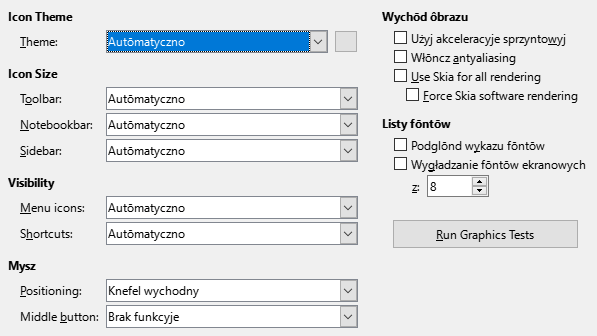 Icon Theme
Theme: Autōmatyczno
Icon Size
Toolbar: Autōmatyczno
Notebookbar: Autōmatyczno
Sidebar: Autōmatyczno
Visibility
Menu icons: Autōmatyczno
Shortcuts: Autōmatyczno
Mysz
Positioning: Knefel wychodny
Middle button: Brak funkcyje
Wychōd ôbrazu
Użyj akceleracyje sprzyntowyj
Włōncz antyaliasing
Use Skia for all rendering
Force Skia software rendering
Listy fōntōw
Podglōnd wykazu fōntōw
Wygładzanie fōntōw ekranowych
z: 8
Run Graphics Tests